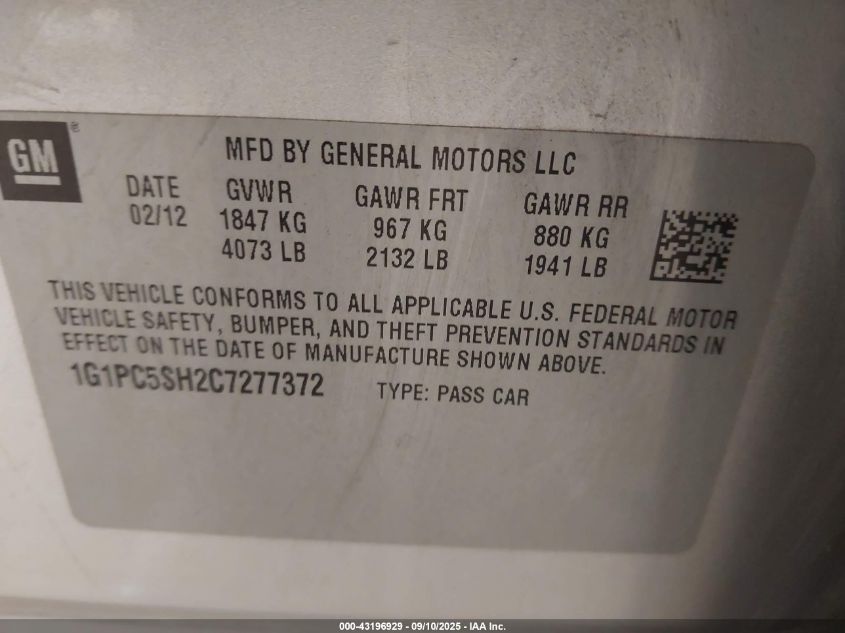 GM®
MFD BY GENERAL MOTORS LLC
DATE GVWR GAWR FRT GAWR RR
02/12 1847 KG 967 KG 880 KG
4073 LB 2132 LB 1941 LB
THIS VEHICLE CONFORMS TO ALL APPLICABLE U.S. FEDERAL MOTOR
VEHICLE SAFETY, BUMPER, AND THEFT PREVENTION STANDARDS IN
EFFECT ON THE DATE OF MANUFACTURE SHOWN ABOVE.
1G1PC5SH2C7277372 TYPE: PASS CAR
000-43196929 - 09/10/2025 - IAA Inc.